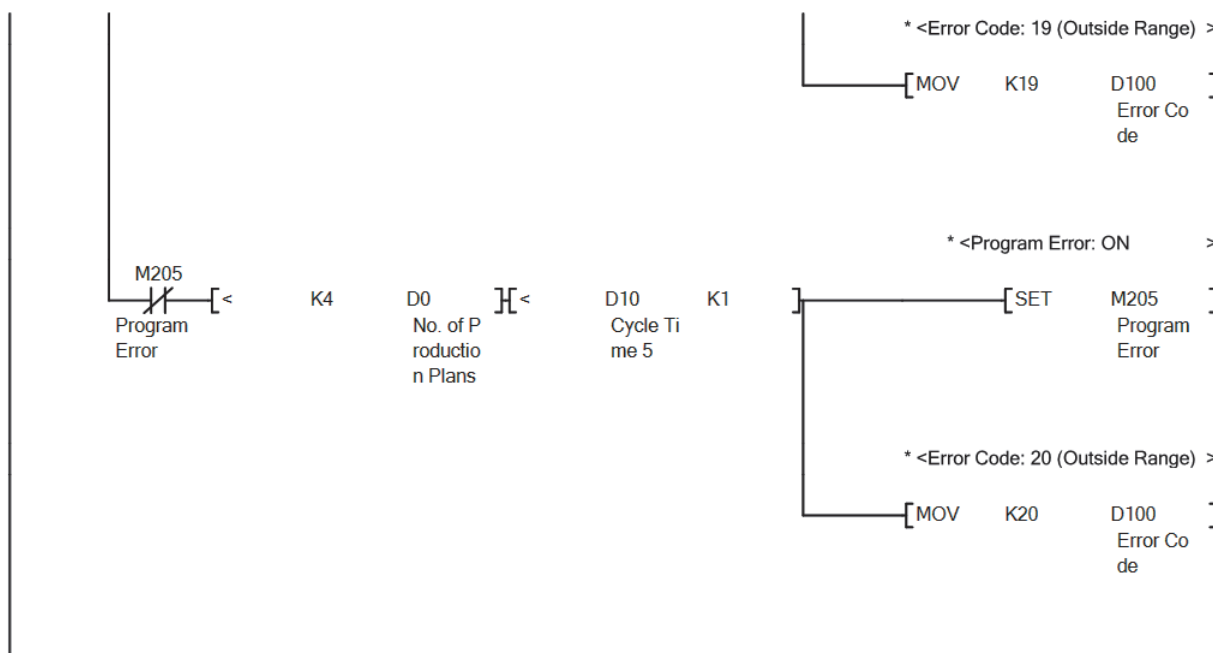 * <Error Code: 19 (Outside Range) >
[MOV K19 D100 ]
Error Co
de
* <Program Error: ON >
M205
[< K4 D0 ][< D10 K1 ] [SET M205 ]
Program No. of P Cycle Ti Program
Error roductio me 5 Error
n Plans
* <Error Code: 20 (Outside Range) >
[MOV K20 D100 ]
Error Co
de